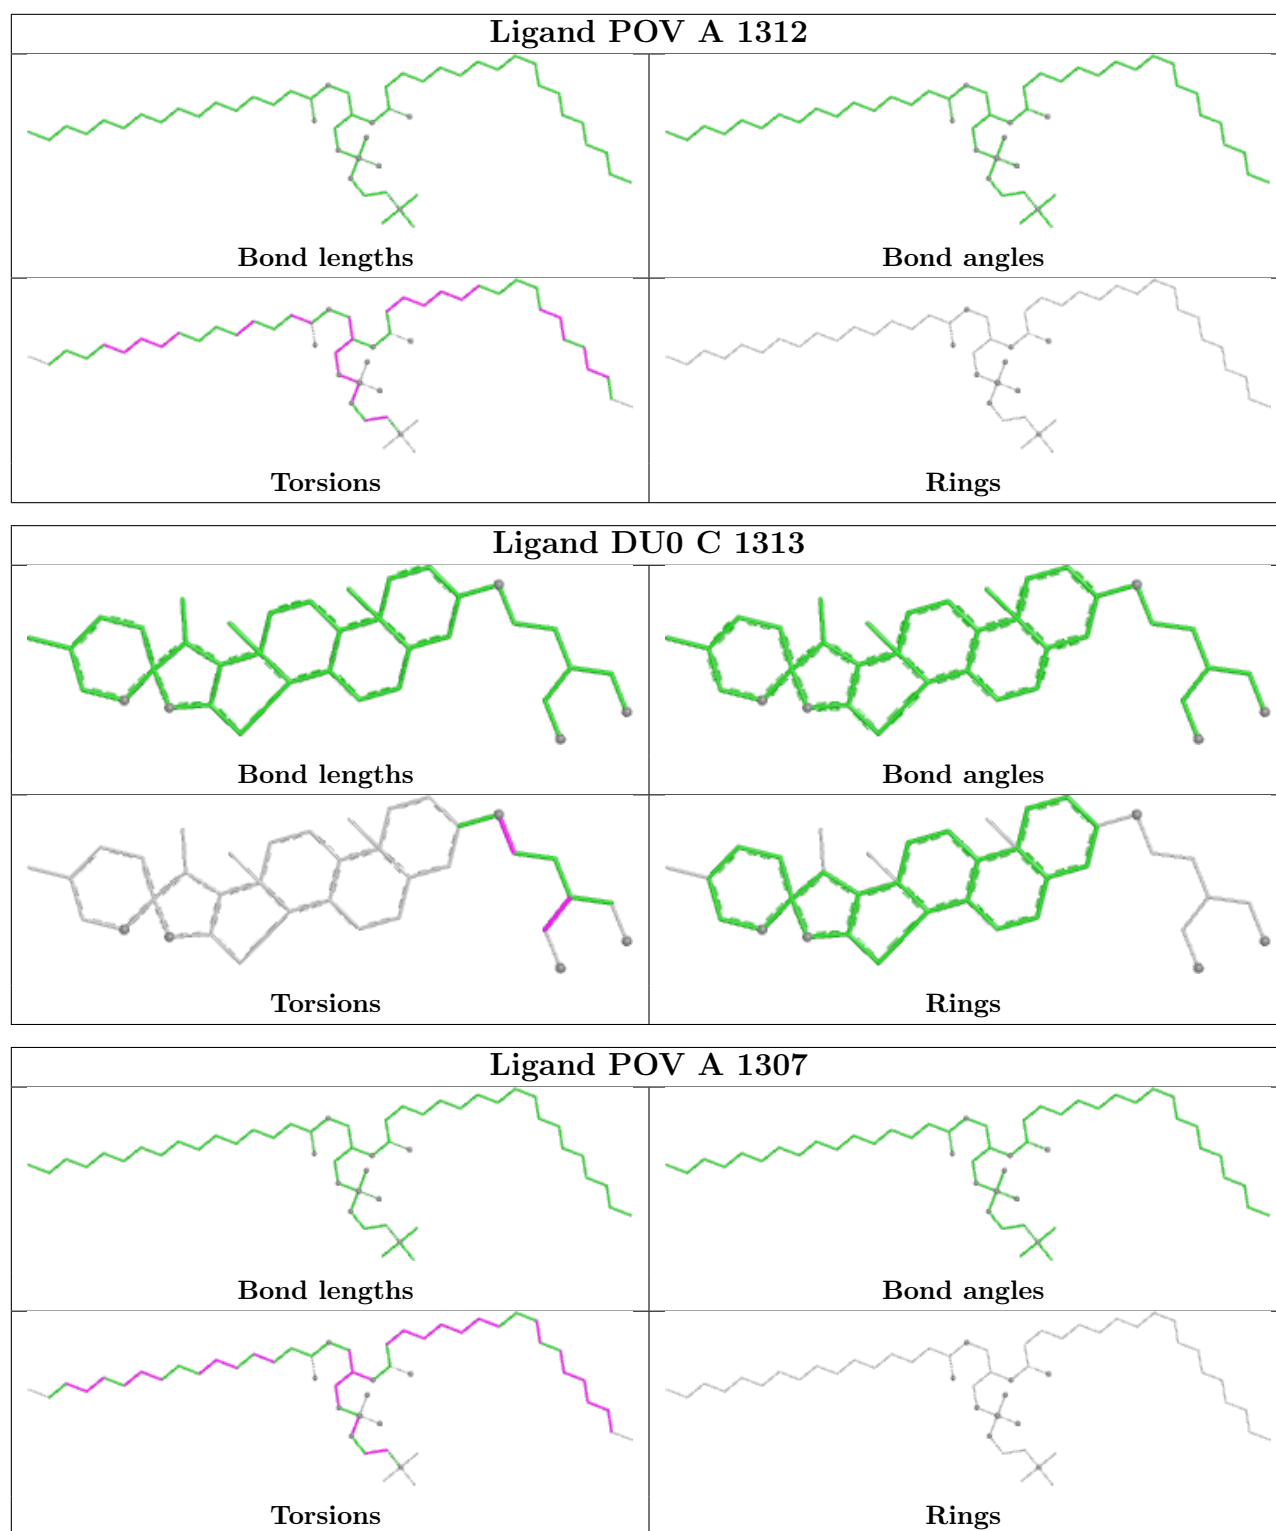 Ligand POV A 1312
Bond lengths
Bond angles
Torsions
Rings
Ligand DU0 C 1313
Bond lengths
Bond angles
Torsions
Rings
Ligand POV A 1307
Bond lengths
Bond angles
Torsions
Rings